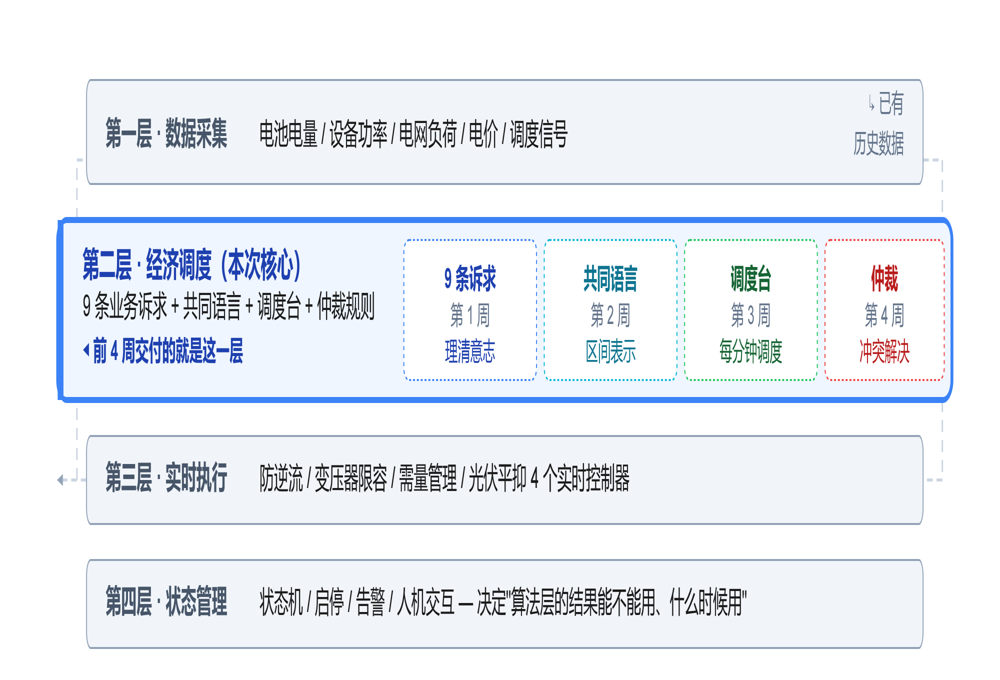 ↳ 已有
第一层 · 数据采集 电池电量 / 设备功率 / 电网负荷 / 电价 / 调度信号
历史数据
第二层 · 经济调度（本次核心）
9 条业务诉求 + 共同语言 + 调度台 + 仲裁规则
前 4 周交付的就是这一层
9 条诉求
第 1 周
理清意志
共同语言
第 2 周
区间表示
调度台
第 3 周
每分钟调度
仲裁
第 4 周
冲突解决
第三层 · 实时执行 防逆流 / 变压器限容 / 需量管理 / 光伏平抑 4 个实时控制器
第四层 · 状态管理 状态机 / 启停 / 告警 / 人机交互 — 决定"算法层的结果能不能用、什么时候用"